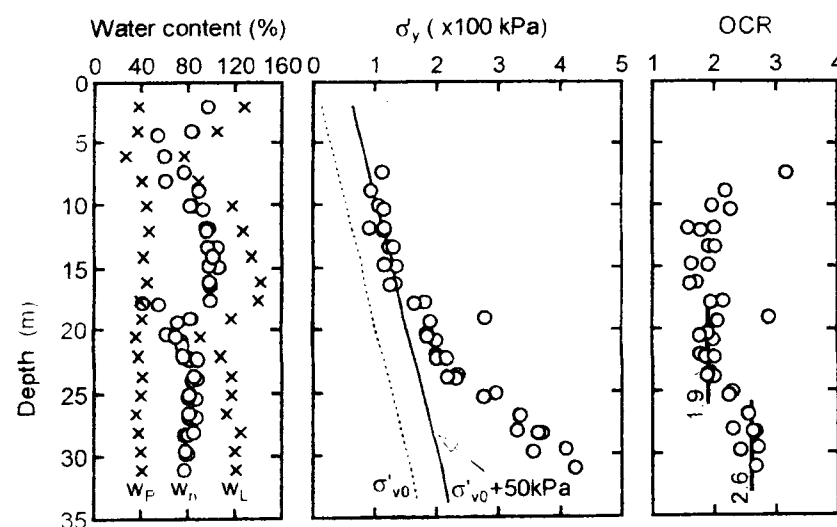 Water content (%)
0 40 80 120 160
σ'y ( x100 kPa)
0 1 2 3 4 5
OCR
1 2 3 4
Depth (m)
0
5
10
15
20
25
30
35
wP wn wL
σ'v0
σ'v0+50kPa
1.9
2.6